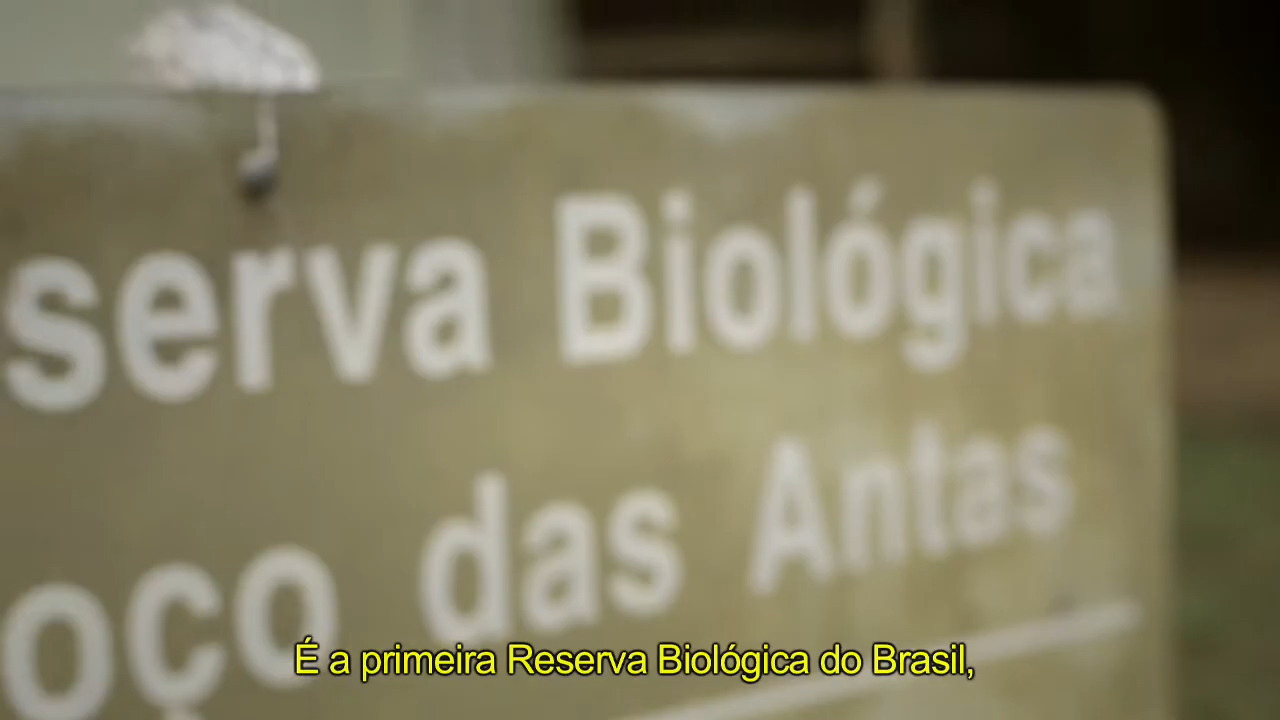 serva Biológica
oço das Antas
É a primeira Reserva Biológica do Brasil,